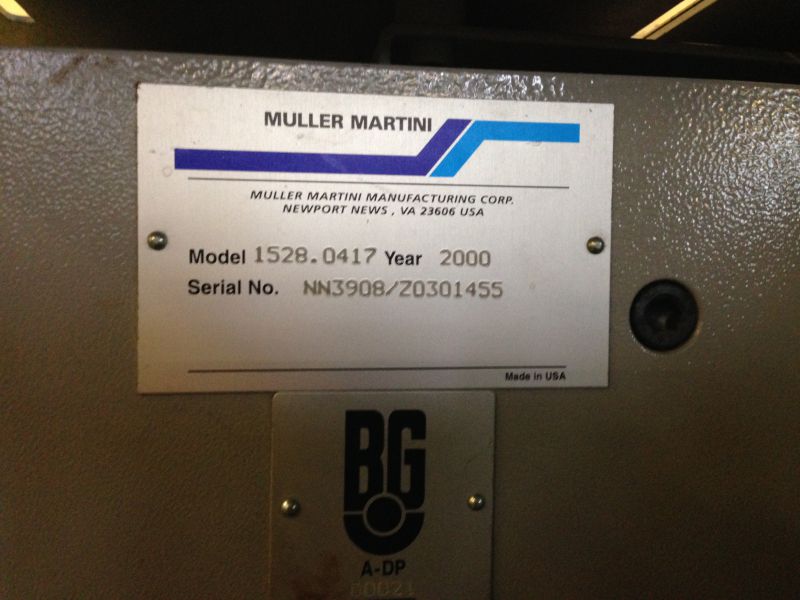 MULLER MARTINI
MULLER MARTINI MANUFACTURING CORP.
NEWPORT NEWS , VA 23606 USA
Model 1528.0417 Year 2000
Serial No. NN3908/Z0301455
Made in USA
BG
A-DP